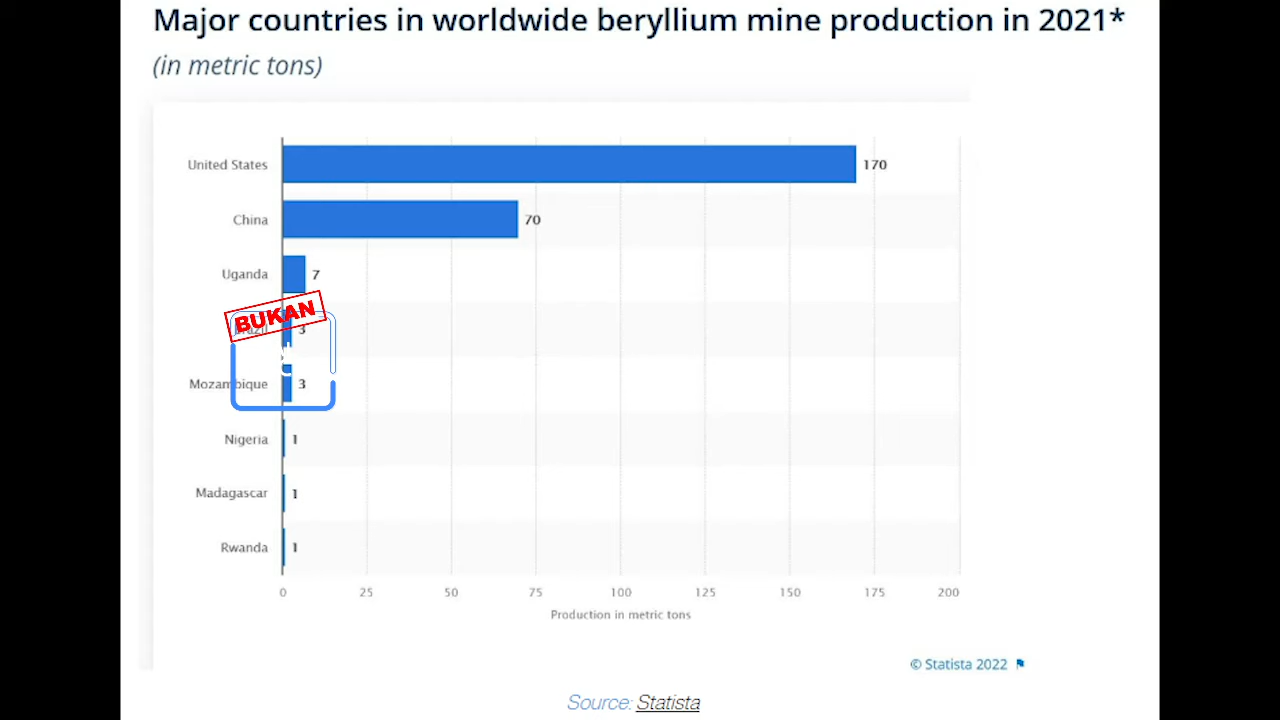 Major countries in worldwide beryllium mine production in 2021*
(in metric tons)
United States 170
China 70
Uganda 7
BUKAN
3
Mozambique 3
Nigeria 1
Madagascar 1
Rwanda 1
0 25 50 75 100 125 150 175 200
Production in metric tons
© Statista 2022
Source: Statista